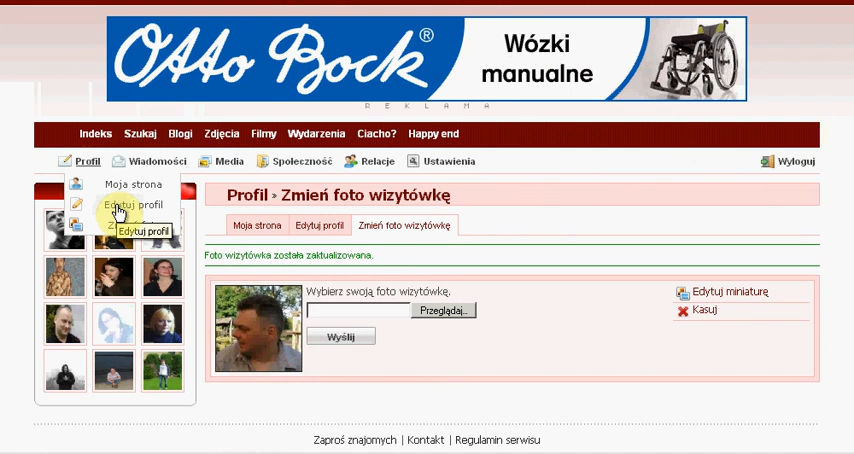 Otto Bock®
Wózki
manualne
REKLAMA
Indeks Szukaj Blogi Zdjęcia Filmy Wydarzenia Ciacho? Happy end
Profil Wiadomości Media Społeczność Relacje Ustawienia Wyloguj
Moja strona
Edytuj profil
Edytuj profil
Profil » Zmień foto wizytówkę
Moja strona Edytuj profil Zmień foto wizytówkę
Foto wizytówka została zaktualizowana.
Wybierz swoją foto wizytówkę.
Przeglądaj...
Wyślij
Edytuj miniaturę
Kasuj
Zaproś znajomych | Kontakt | Regulamin serwisu